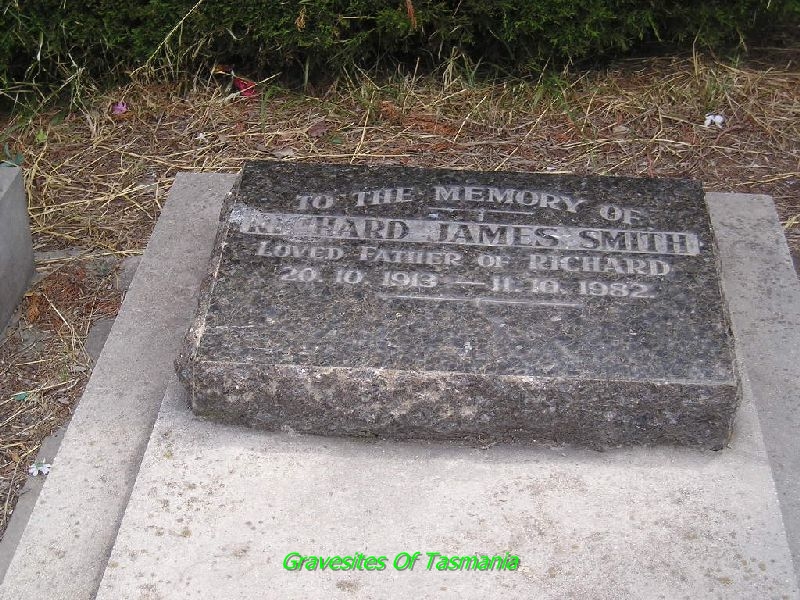 TO THE MEMORY OF
RICHARD JAMES SMITH
LOVED FATHER OF RICHARD
20. 10. 1913 — 11. 10. 1982
Gravesites Of Tasmania